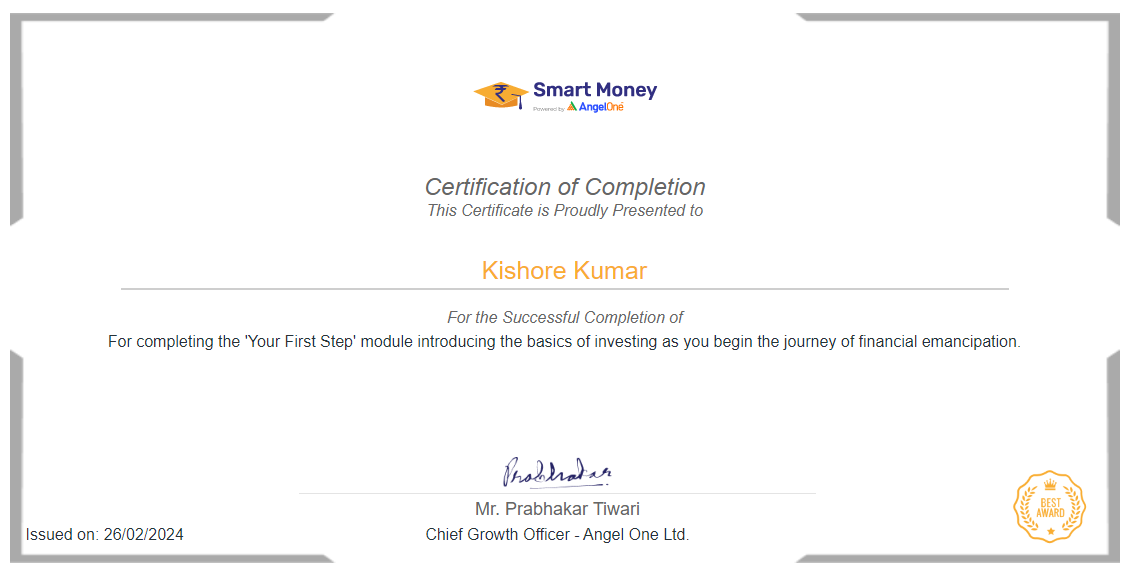 Smart Money
Powered by AngelOne
Certification of Completion
This Certificate is Proudly Presented to
Kishore Kumar
For the Successful Completion of
For completing the 'Your First Step' module introducing the basics of investing as you begin the journey of financial emancipation.
Prabhakar
Mr. Prabhakar Tiwari
Chief Growth Officer - Angel One Ltd.
Issued on: 26/02/2024
BEST
AWARD